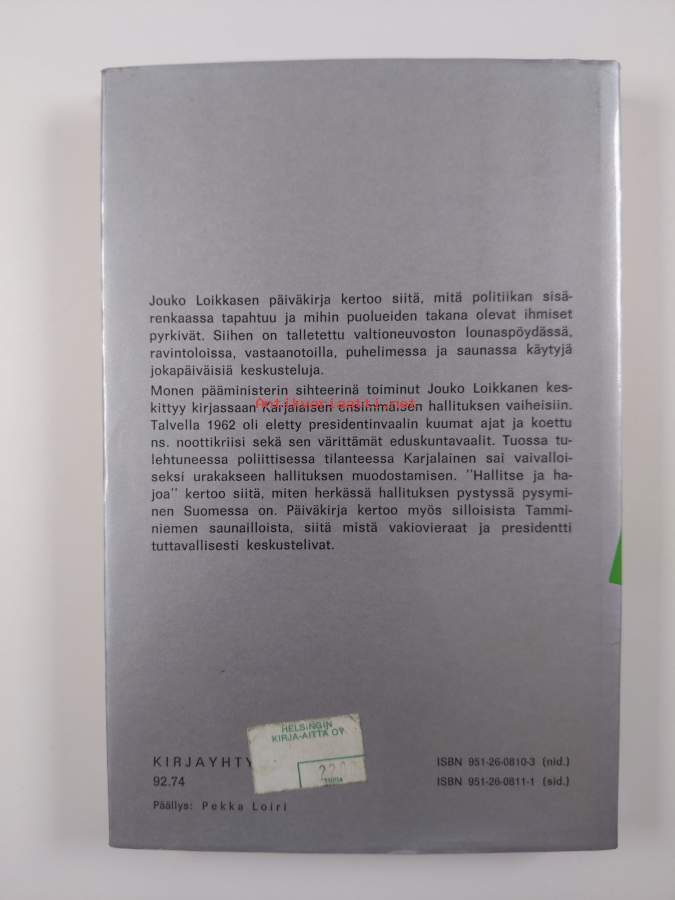 Jouko Loikkasen päiväkirja kertoo siitä, mitä politiikan sisä-
renkaassa tapahtuu ja mihin puolueiden takana olevat ihmiset
pyrkivät. Siihen on talletettu valtioneuvoston lounaspöydässä,
ravintoloissa, vastaanotoilla, puhelimessa ja saunassa käytyjä
jokapäiväisiä keskusteluja.
Monen pääministerin sihteerinä toiminut Jouko Loikkanen kes-
kittyy kirjassaan Karjalaisen ensimmäisen hallituksen vaiheisiin.
Antikvariaatti.net
Talvella 1962 oli eletty presidentinvaalin kuumat ajat ja koettu
ns. noottikriisi sekä sen värittämät eduskuntavaalit. Tuossa tu-
lehtuneessa poliittisessa tilanteessa Karjalainen sai vaivalloi-
seksi urakakseen hallituksen muodostamisen. "Hallitse ja ha-
joa" kertoo siitä, miten herkässä hallituksen pystyssä pysymi-
nen Suomessa on. Päiväkirja kertoo myös silloisista Tammi-
niemen saunailloista, siitä mistä vakiovieraat ja presidentti
tuttavallisesti keskustelivat.
HELSINGIN
KIRJA-AITTA OY
KIRJAYHTY
92.74
Päällys: Pekka Loiri
ISBN 951-26-0810-3 (nid.)
ISBN 951-26-0811-1 (sid.)